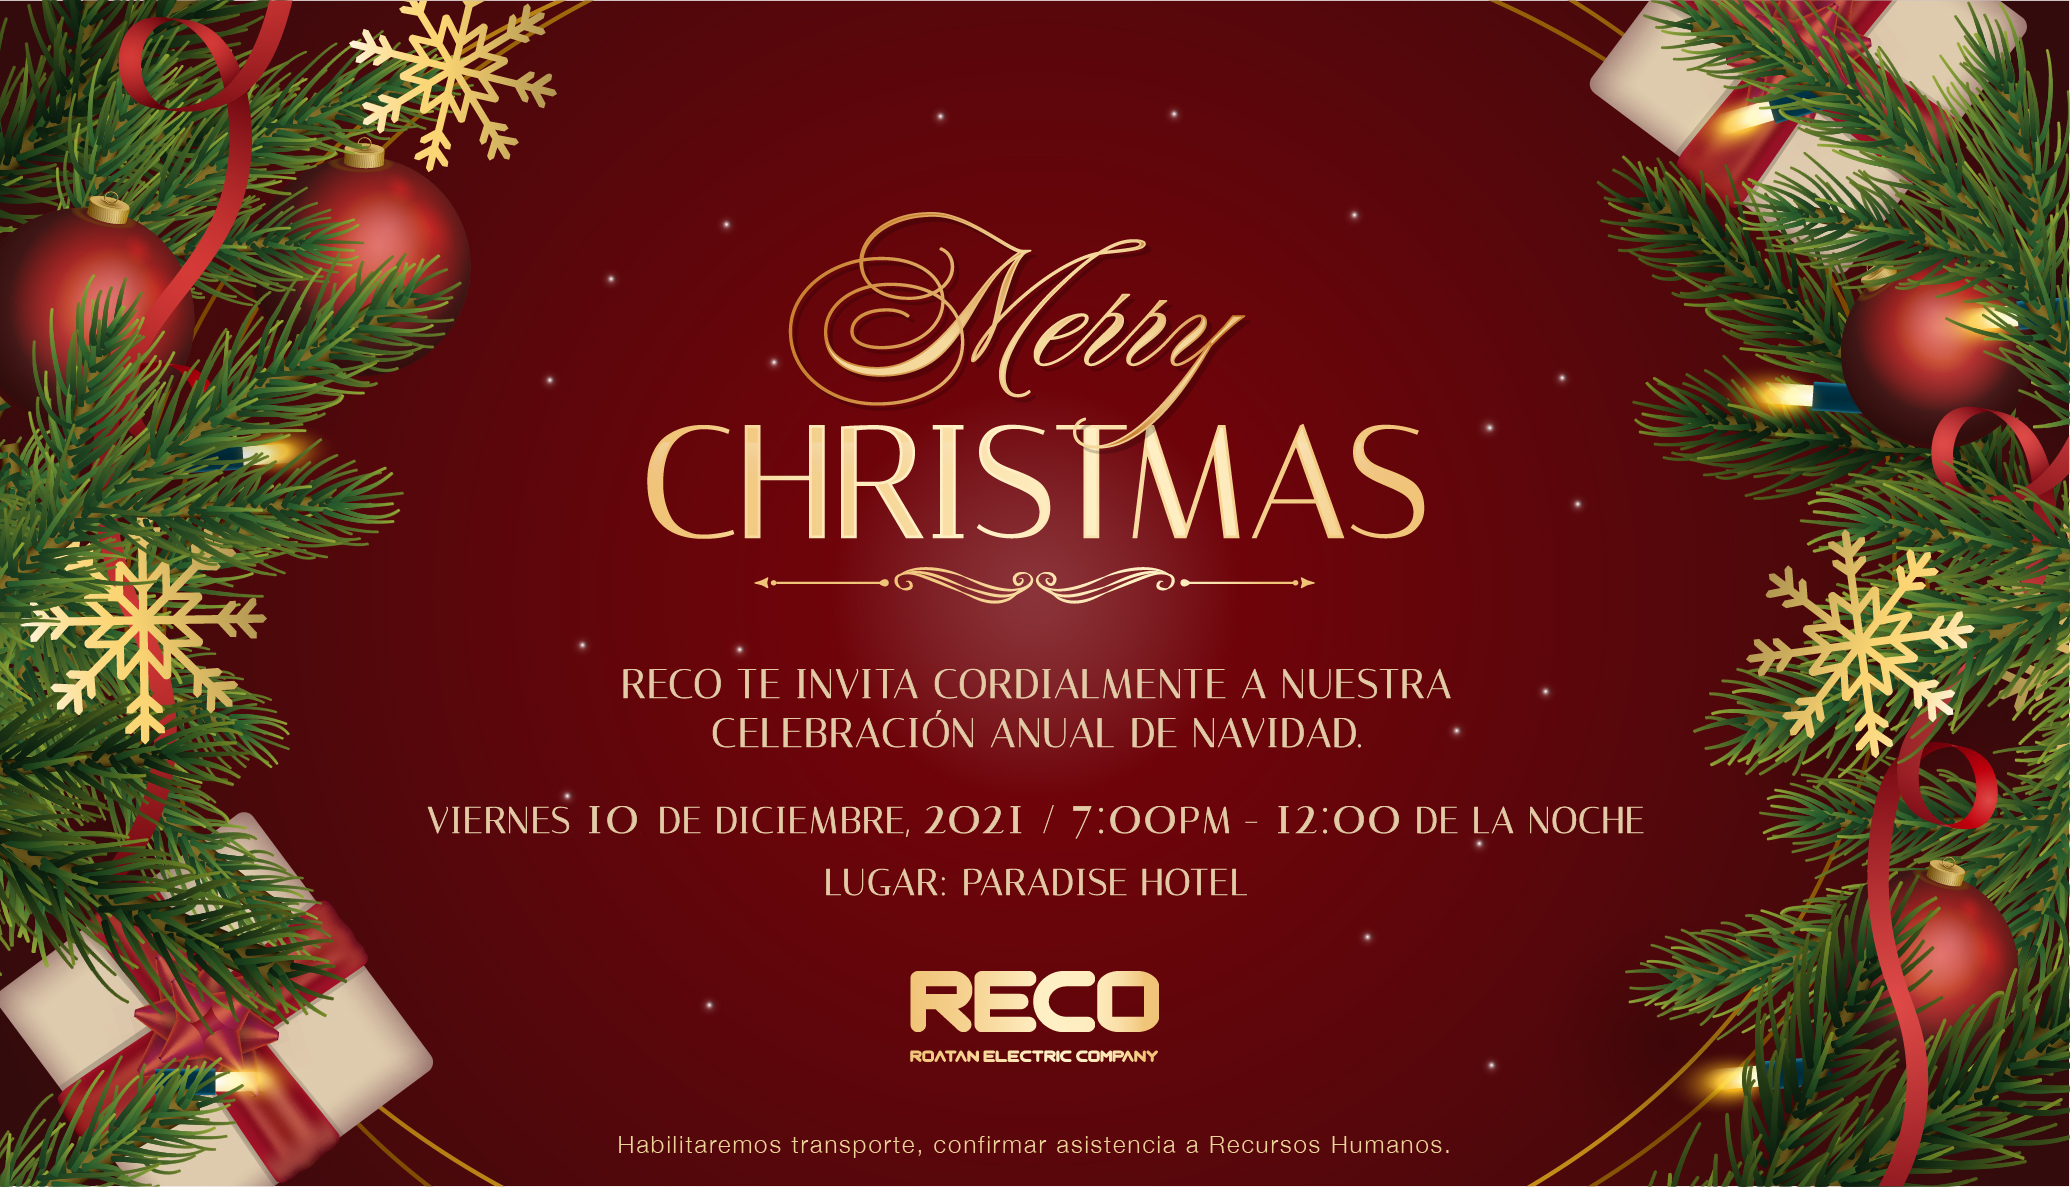 Merry
CHRISTMAS
RECO TE INVITA CORDIALMENTE A NUESTRA
CELEBRACIÓN ANUAL DE NAVIDAD.
VIERNES 10 DE DICIEMBRE, 2021 / 7:00PM - 12:00 DE LA NOCHE
LUGAR: PARADISE HOTEL
RECO
ROATAN ELECTRIC COMPANY
Habilitaremos transporte, confirmar asistencia a Recursos Humanos.